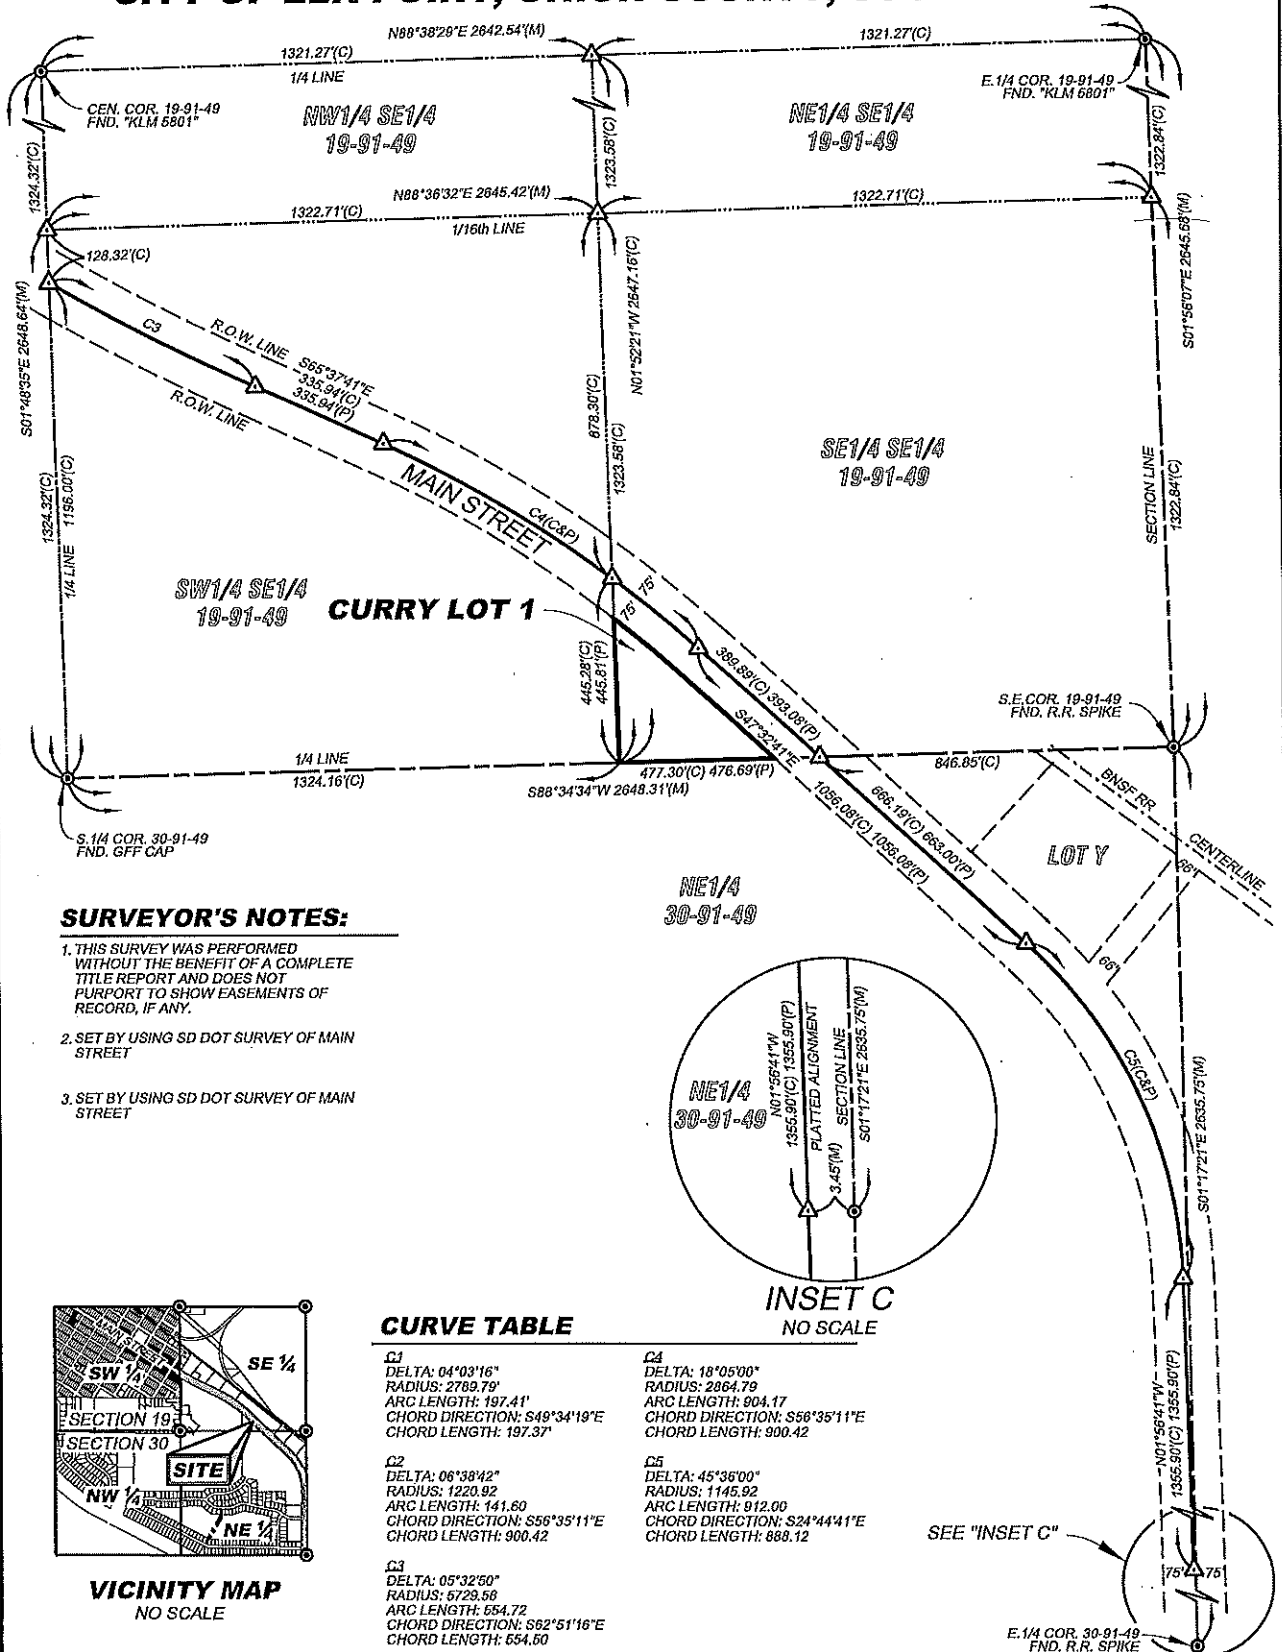 N88°38'29"E 2642.54'(M)
1321.27'(C)
1321.27'(C)
1/4 LINE
CEN. COR. 19-91-49
FND. "KLM 5801"
E.1/4 COR. 19-91-49
FND. "KLM 5801"
NW1/4 SE1/4
19-91-49
NE1/4 SE1/4
19-91-49
1324.32'(C)
1323.58'(C)
1322.84'(C)
N88°36'32"E 2645.42'(M)
1322.71'(C)
1322.71'(C)
1/16th LINE
128.32'(C)
S01°48'35"E 2648.64'(M)
N01°52'21"W 2647.16'(C)
S01°56'07"E 2645.68'(M)
C3
R.O.W. LINE
R.O.W. LINE
S65°37'41"E
335.94'(C)
335.94'(P)
878.30'(C)
1323.58'(C)
SE1/4 SE1/4
19-91-49
SECTION LINE
1322.84'(C)
MAIN STREET
C4(C&P)
1324.32'(C)
1/4 LINE 1196.00'(C)
SW1/4 SE1/4
19-91-49
CURRY LOT 1
75'
75'
445.28'(C)
445.81'(P)
389.89'(C) 393.08'(P)
S47°32'41"E
S.E.COR. 19-91-49
FND. R.R. SPIKE
1/4 LINE
1324.16'(C)
477.30'(C) 476.69'(P)
846.85'(C)
S88°34'34"W 2648.31'(M)
S.1/4 COR. 30-91-49
FND. GFF CAP
1056.08'(C) 1056.08'(P)
666.19'(C) 663.00'(P)
BNSF RR
CENTERLINE
LOT Y
66'
66'
NE1/4
30-91-49
SURVEYOR'S NOTES:
1. THIS SURVEY WAS PERFORMED
WITHOUT THE BENEFIT OF A COMPLETE
TITLE REPORT AND DOES NOT
PURPORT TO SHOW EASEMENTS OF
RECORD, IF ANY.
2. SET BY USING SD DOT SURVEY OF MAIN
STREET
3. SET BY USING SD DOT SURVEY OF MAIN
STREET
NE1/4
30-91-49
N01°56'41"W
1355.90'(C) 1355.90'(P)
PLATTED ALIGNMENT
SECTION LINE
S01°17'21"E 2635.75'(M)
3.45'(M)
INSET C
NO SCALE
C5(C&P)
S01°17'21"E 2635.75'(M)
N01°56'41"W
1355.90'(C) 1355.90'(P)
MAIN STREET
SW 1/4
SE 1/4
SECTION 19
SECTION 30
SITE
NW 1/4
NE 1/4
VICINITY MAP
NO SCALE
CURVE TABLE
C1
DELTA: 04°03'16"
RADIUS: 2789.79'
ARC LENGTH: 197.41'
CHORD DIRECTION: S49°34'19"E
CHORD LENGTH: 197.37'
C2
DELTA: 06°38'42"
RADIUS: 1220.92
ARC LENGTH: 141.60
CHORD DIRECTION: S56°35'11"E
CHORD LENGTH: 900.42
C3
DELTA: 05°32'50"
RADIUS: 5729.58
ARC LENGTH: 554.72
CHORD DIRECTION: S62°51'16"E
CHORD LENGTH: 554.50
C4
DELTA: 18°05'00"
RADIUS: 2864.79
ARC LENGTH: 904.17
CHORD DIRECTION: S56°35'11"E
CHORD LENGTH: 900.42
C5
DELTA: 45°36'00"
RADIUS: 1145.92
ARC LENGTH: 912.00
CHORD DIRECTION: S24°44'41"E
CHORD LENGTH: 888.12
SEE "INSET C"
75'
75'
E.1/4 COR. 30-91-49
FND. R.R. SPIKE